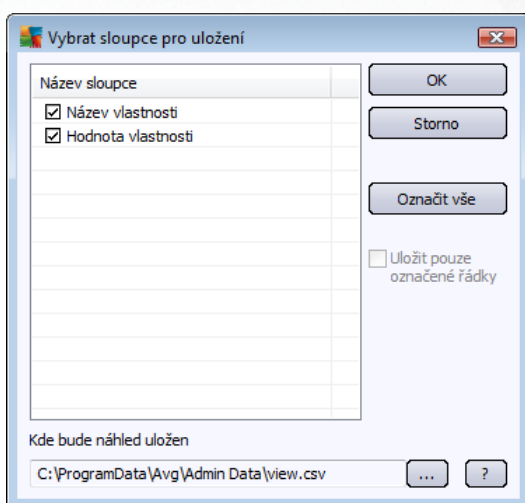 Vybrat sloupce pro uložení
Název sloupce
Název vlastnosti
Hodnota vlastnosti
OK
Storno
Označit vše
Uložit pouze
označené řádky
Kde bude náhled uložen
C:\ProgramData\Avg\Admin Data\view.csv
...
?